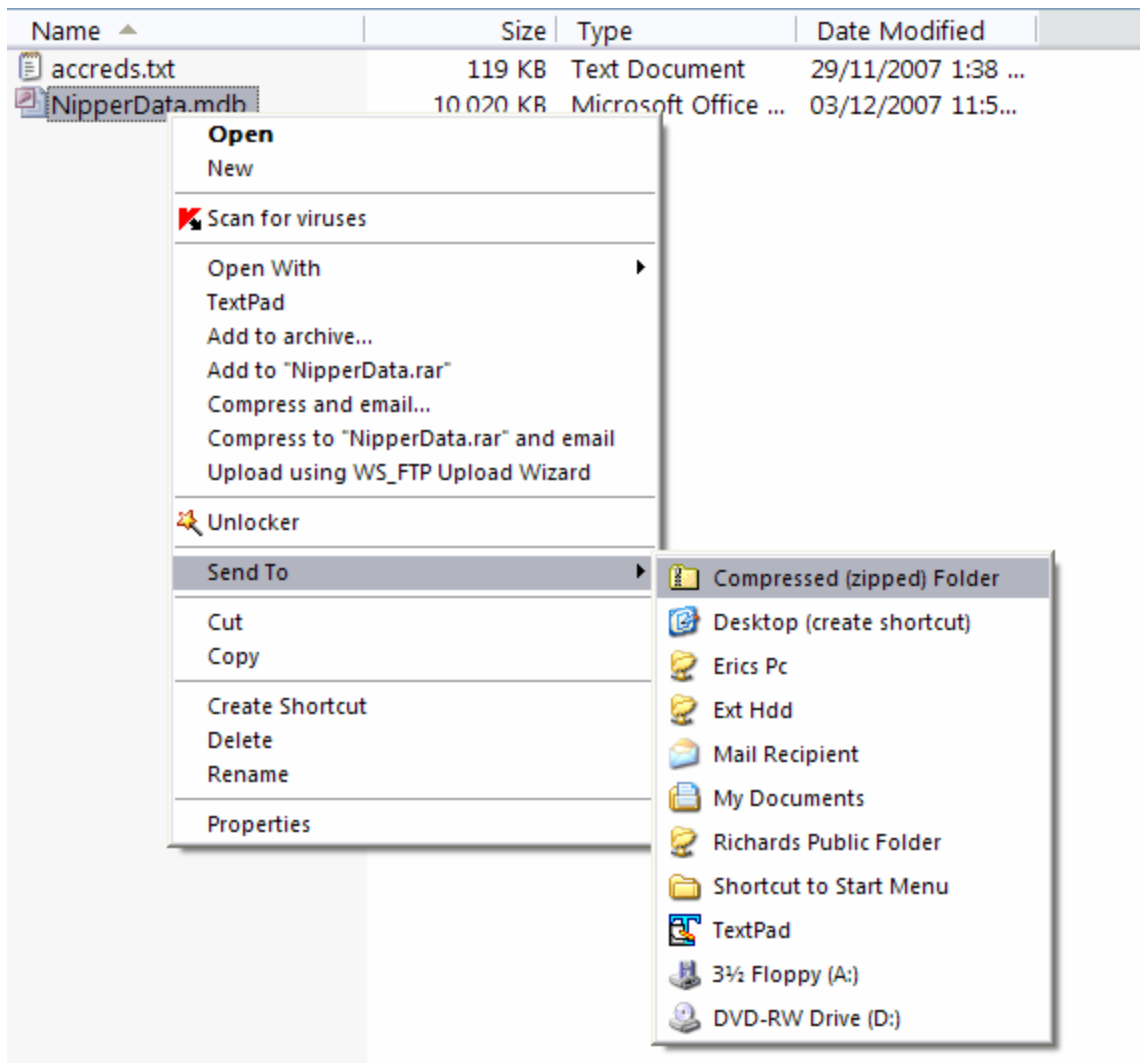 Name Size Type Date Modified
accreds.txt 119 KB Text Document 29/11/2007 1:38 ...
NipperData.mdb 10,020 KB Microsoft Office ... 03/12/2007 11:5...
Open
New
Scan for viruses
Open With
TextPad
Add to archive...
Add to "NipperData.rar"
Compress and email...
Compress to "NipperData.rar" and email
Upload using WS_FTP Upload Wizard
Unlocker
Send To
Cut
Copy
Create Shortcut
Delete
Rename
Properties
Compressed (zipped) Folder
Desktop (create shortcut)
Erics Pc
Ext Hdd
Mail Recipient
My Documents
Richards Public Folder
Shortcut to Start Menu
TextPad
3½ Floppy (A:)
DVD-RW Drive (D:)